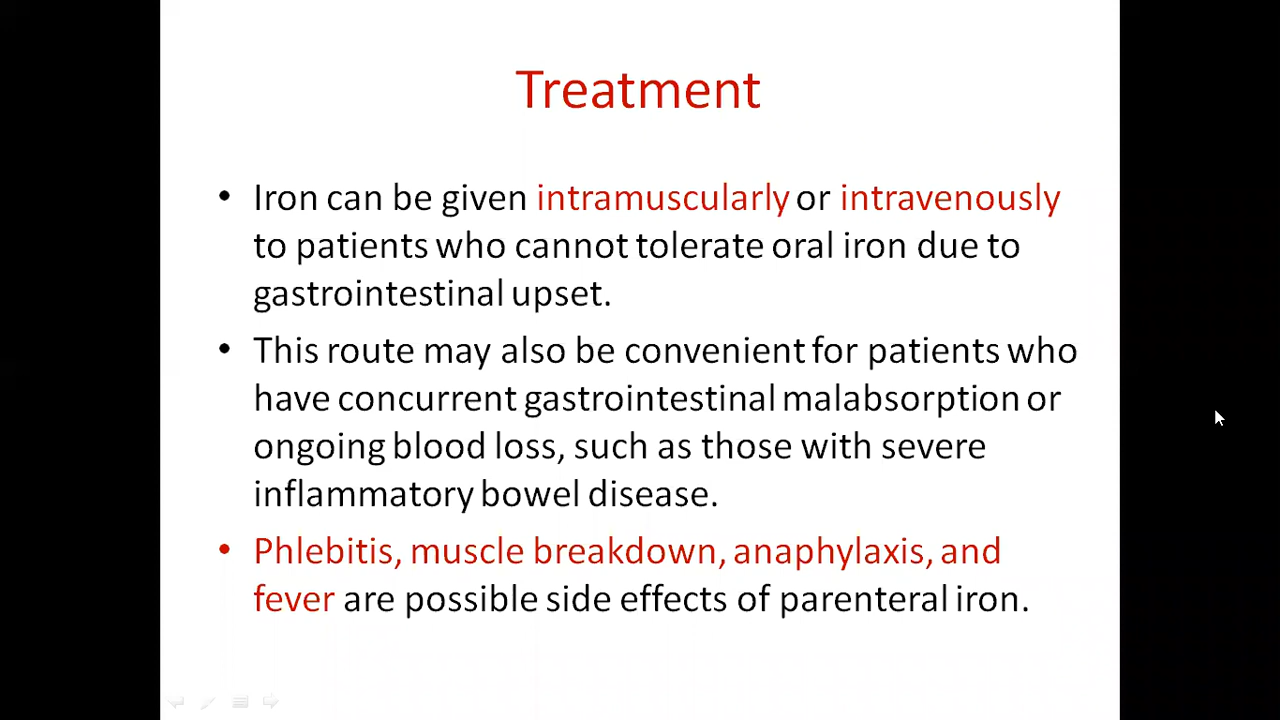 Treatment
• Iron can be given intramuscularly or intravenously
to patients who cannot tolerate oral iron due to
gastrointestinal upset.
• This route may also be convenient for patients who
have concurrent gastrointestinal malabsorption or
ongoing blood loss, such as those with severe
inflammatory bowel disease.
• Phlebitis, muscle breakdown, anaphylaxis, and
fever are possible side effects of parenteral iron.